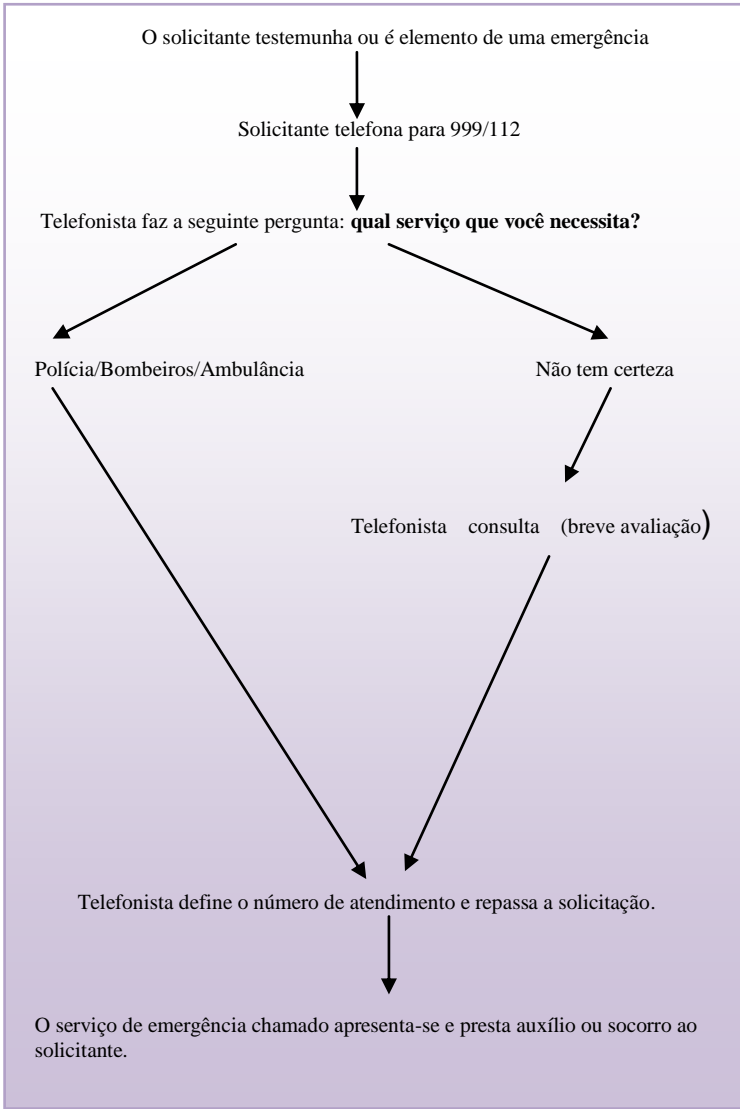 O solicitante testemunha ou é elemento de uma emergência
Solicitante telefona para 999/112
Telefonista faz a seguinte pergunta: qual serviço que você necessita?
Polícia/Bombeiros/Ambulância
Não tem certeza
Telefonista consulta (breve avaliação)
Telefonista define o número de atendimento e repassa a solicitação.
O serviço de emergência chamado apresenta-se e presta auxílio ou socorro ao
solicitante.